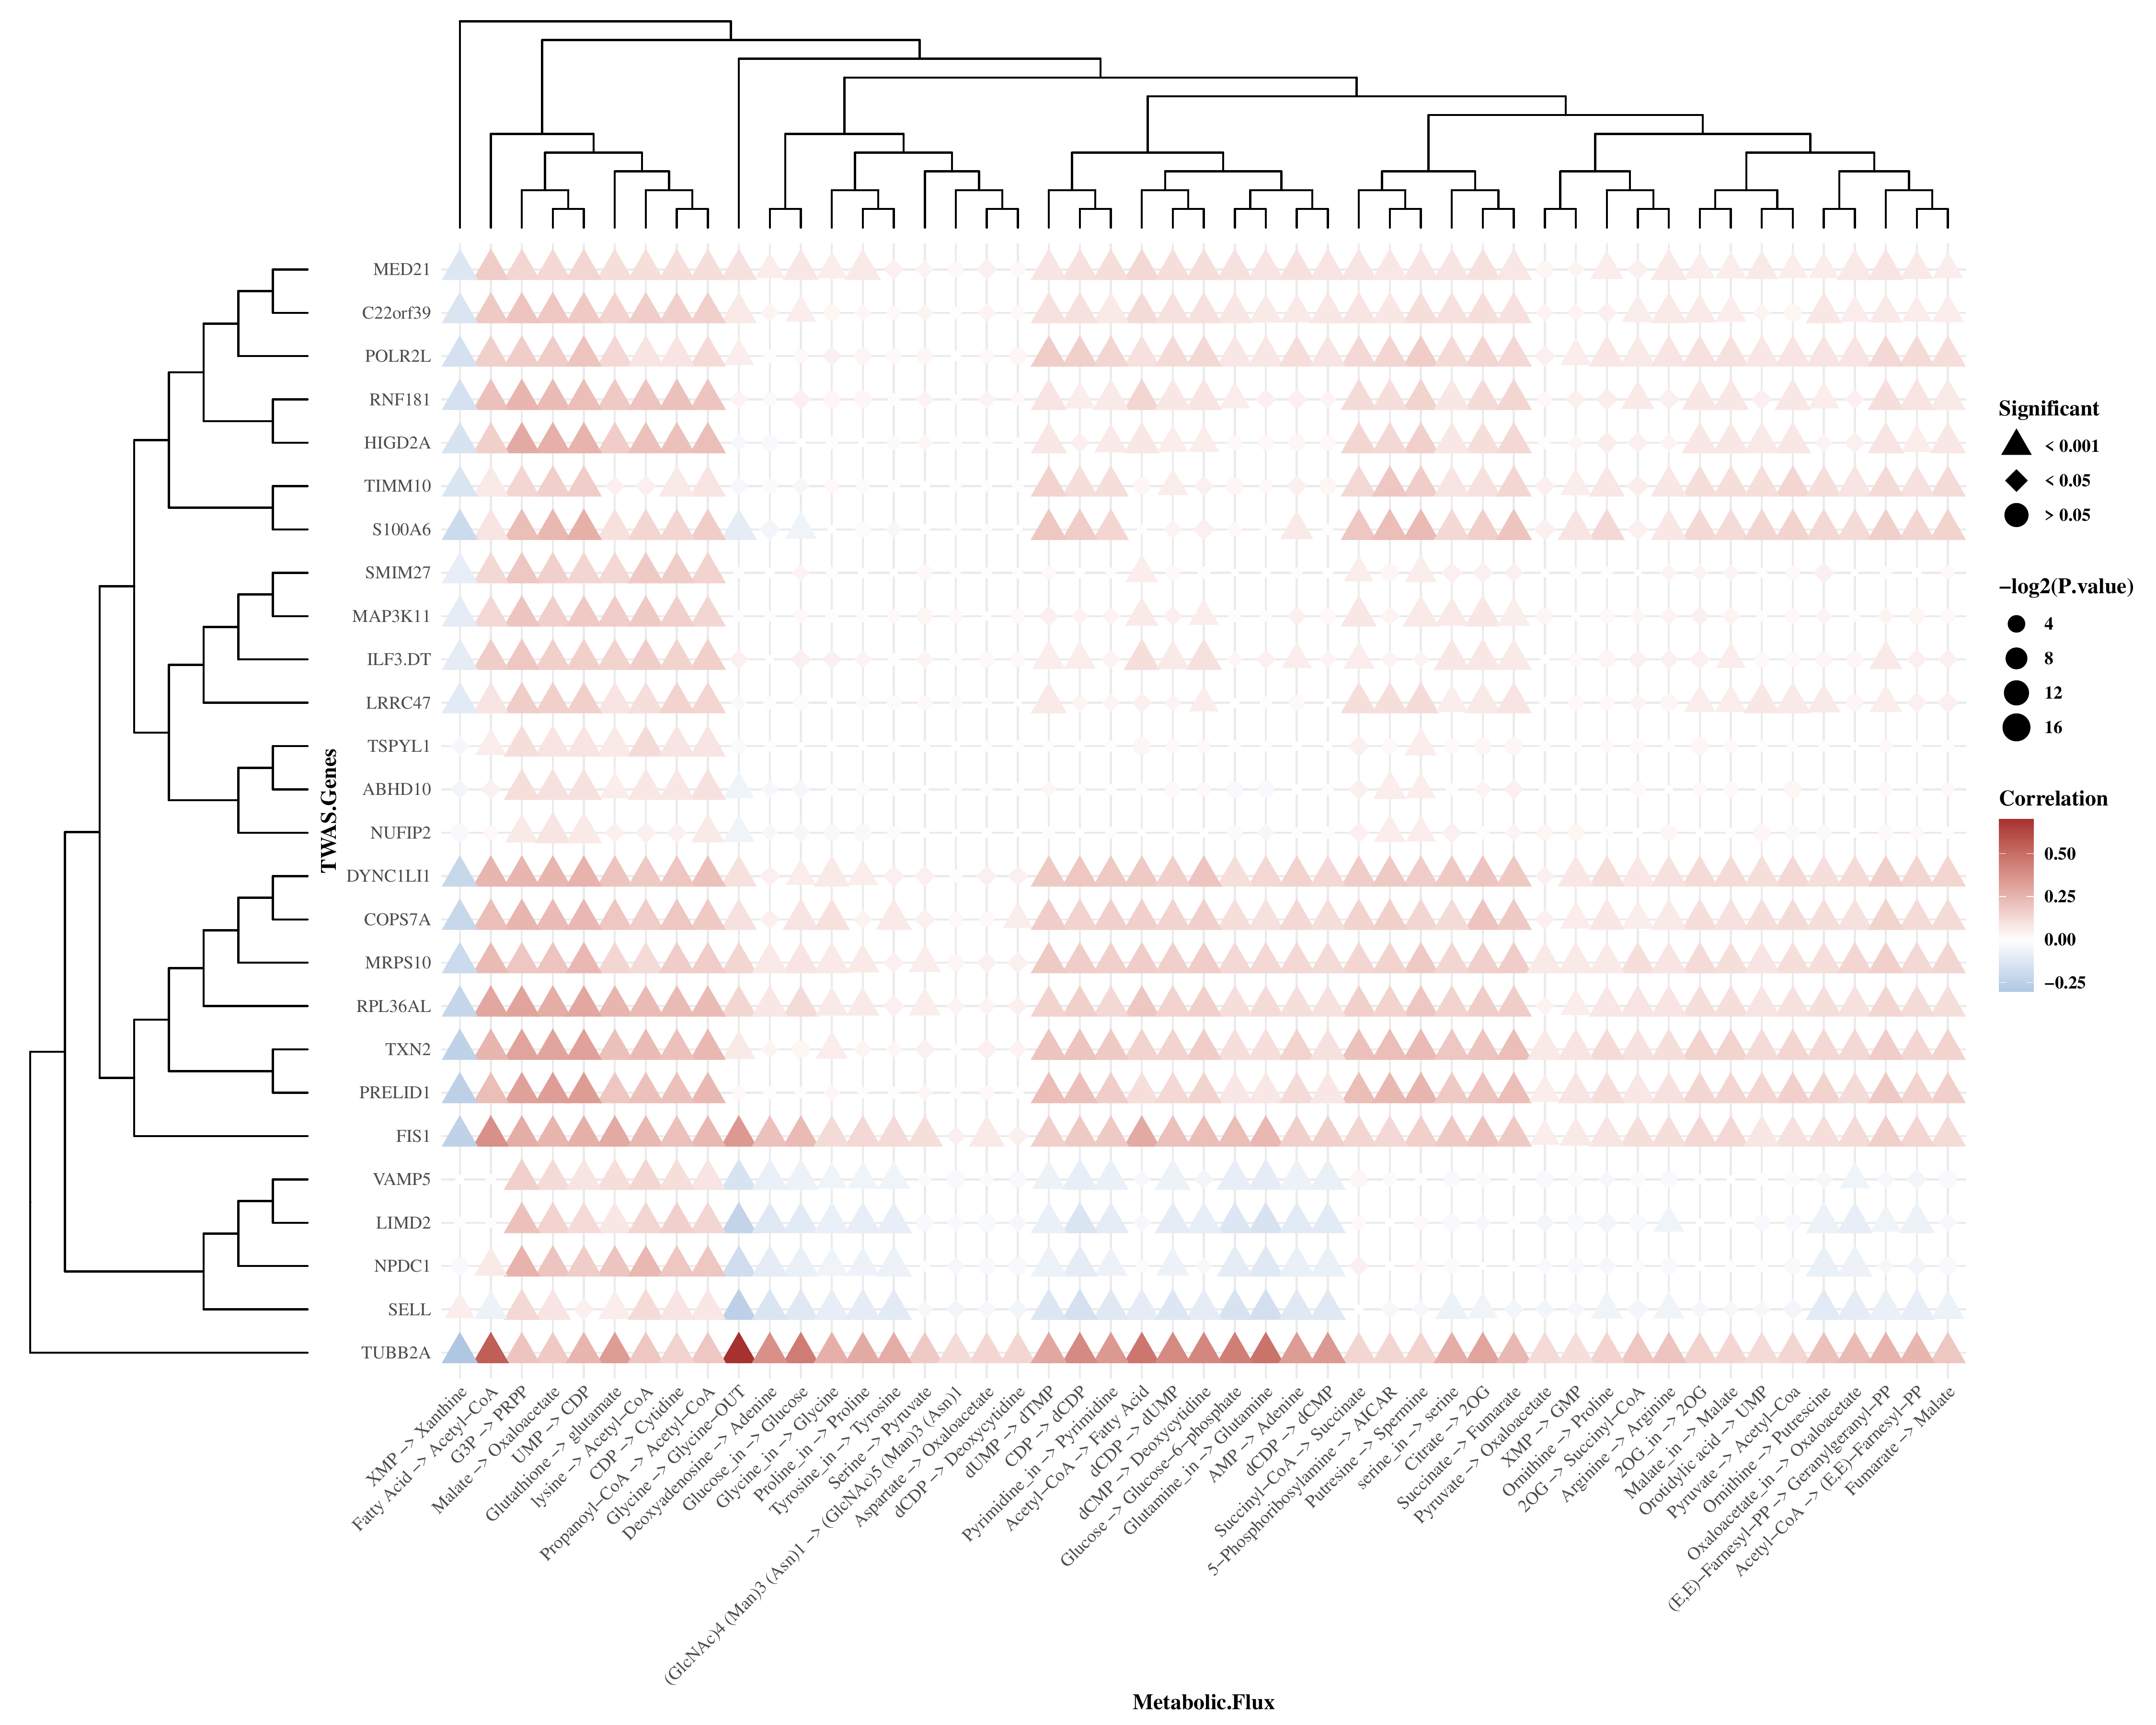 MED21
C22orf39
POLR2L
RNF181
HIGD2A
TIMM10
S100A6
SMIM27
MAP3K11
ILF3.DT
LRRC47
TSPYL1
ABHD10
NUFIP2
DYNC1LI1
COPS7A
MRPS10
RPL36AL
TXN2
PRELID1
FIS1
VAMP5
LIMD2
NPDC1
SELL
TUBB2A
TWAS.Genes
XMP −> Xanthine
Fatty Acid −> Acetyl−CoA
G3P −> PRPP
Malate −> Oxaloacetate
UMP −> CDP
Glutathione −> glutamate
lysine −> Acetyl−CoA
CDP −> Cytidine
Propanoyl−CoA −> Acetyl−CoA
Glycine −> Glycine−OUT
Deoxyadenosine −> Adenine
Glucose_in −> Glucose
Glycine_in −> Glycine
Proline_in −> Proline
Tyrosine_in −> Tyrosine
Serine −> Pyruvate
(GlcNAc)4 (Man)3 (Asn)1 −> (GlcNAc)5 (Man)3 (Asn)1
Aspartate −> Oxaloacetate
dCDP −> Deoxycytidine
dUMP −> dTMP
CDP −> dCDP
Pyrimidine_in −> Pyrimidine
Acetyl−CoA −> Fatty Acid
dCDP −> dUMP
dCMP −> Deoxycytidine
Glucose −> Glucose−6−phosphate
Glutamine_in −> Glutamine
AMP −> Adenine
dCDP −> dCMP
Succinyl−CoA −> Succinate
5−Phosphoribosylamine −> AICAR
Putresine −> Spermine
serine_in −> serine
Citrate −> 2OG
Succinate −> Fumarate
Pyruvate −> Oxaloacetate
XMP −> GMP
Ornithine −> Proline
2OG −> Succinyl−CoA
Arginine −> Arginine
2OG_in −> 2OG
Malate_in −> Malate
Orotidylic acid −> UMP
Pyruvate −> Acetyl−Coa
Ornithine −> Putrescine
Oxaloacetate_in −> Oxaloacetate
(E,E)−Farnesyl−PP −> Geranylgeranyl−PP
Acetyl−CoA −> (E,E)−Farnesyl−PP
Fumarate −> Malate
Metabolic.Flux
Significant
< 0.001
< 0.05
> 0.05
−log2(P.value)
4
8
12
16
Correlation
0.50
0.25
0.00
−0.25